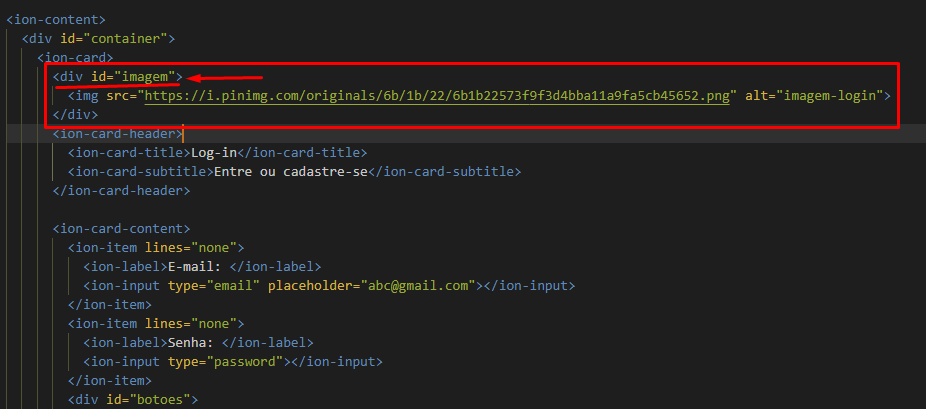 <ion-content>
<div id="container">
<ion-card>
<div id="imagem">
<img src="https://i.pinimg.com/originals/6b/1b/22/6b1b22573f9f3d4bba11a9fa5cb45652.png" alt="imagem-login">
</div>
<ion-card-header>
<ion-card-title>Log-in</ion-card-title>
<ion-card-subtitle>Entre ou cadastre-se</ion-card-subtitle>
</ion-card-header>
<ion-card-content>
<ion-item lines="none">
<ion-label>E-mail: </ion-label>
<ion-input type="email" placeholder="abc@gmail.com"></ion-input>
</ion-item>
<ion-item lines="none">
<ion-label>Senha: </ion-label>
<ion-input type="password"></ion-input>
</ion-item>
<div id="botoes">